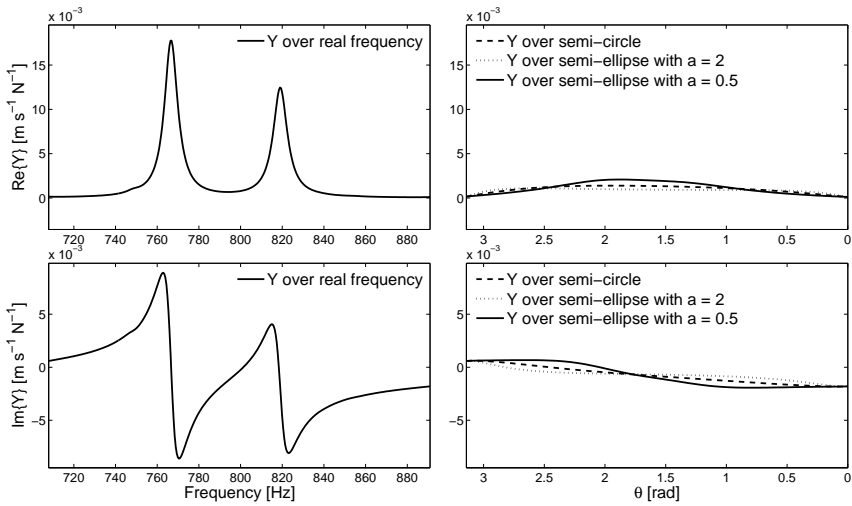 x 10⁻³
15
10
5
0
Re{Y} [m s⁻¹ N⁻¹]
Y over real frequency
720 740 760 780 800 820 840 860 880
x 10⁻³
15
10
5
0
Y over semi−circle
Y over semi−ellipse with a = 2
Y over semi−ellipse with a = 0.5
3 2.5 2 1.5 1 0.5 0
x 10⁻³
5
0
−5
Im{Y} [m s⁻¹ N⁻¹]
Y over real frequency
720 740 760 780 800 820 840 860 880
Frequency [Hz]
x 10⁻³
5
0
−5
Y over semi−circle
Y over semi−ellipse with a = 2
Y over semi−ellipse with a = 0.5
3 2.5 2 1.5 1 0.5 0
θ [rad]